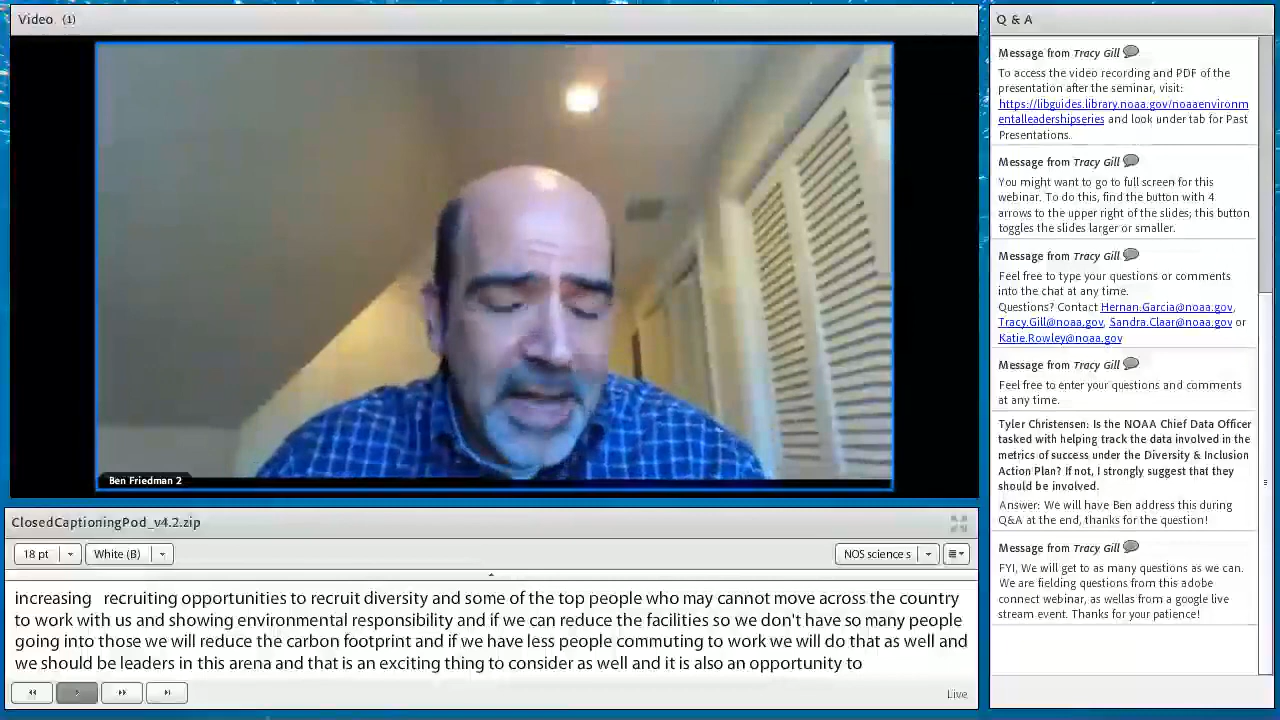 Video (1)
Ben Friedman 2
ClosedCaptioningPod_v4.2.zip
18 pt
White (B)
NOS science s
increasing recruiting opportunities to recruit diversity and some of the top people who may cannot move across the country
to work with us and showing environmental responsibility and if we can reduce the facilities so we don't have so many people
going into those we will reduce the carbon footprint and if we have less people commuting to work we will do that as well and
we should be leaders in this arena and that is an exciting thing to consider as well and it is also an opportunity to
Live
Q & A
Message from Tracy Gill
To access the video recording and PDF of the
presentation after the seminar, visit:
https://libguides.library.noaa.gov/noaaenvironm
entalleadershipseries and look under tab for Past
Presentations.
Message from Tracy Gill
You might want to go to full screen for this
webinar. To do this, find the button with 4
arrows to the upper right of the slides; this button
toggles the slides larger or smaller.
Message from Tracy Gill
Feel free to type your questions or comments
into the chat at any time.
Questions? Contact Hernan.Garcia@noaa.gov,
Tracy.Gill@noaa.gov, Sandra.Claar@noaa.gov or
Katie.Rowley@noaa.gov
Message from Tracy Gill
Feel free to enter your questions and comments
at any time.
Tyler Christensen: Is the NOAA Chief Data Officer
tasked with helping track the data involved in the
metrics of success under the Diversity & Inclusion
Action Plan? If not, I strongly suggest that they
should be involved.
Answer: We will have Ben address this during
Q&A at the end, thanks for the question!
Message from Tracy Gill
FYI, We will get to as many questions as we can.
We are fielding questions from this adobe
connect webinar, as wellas from a google live
stream event. Thanks for your patience!